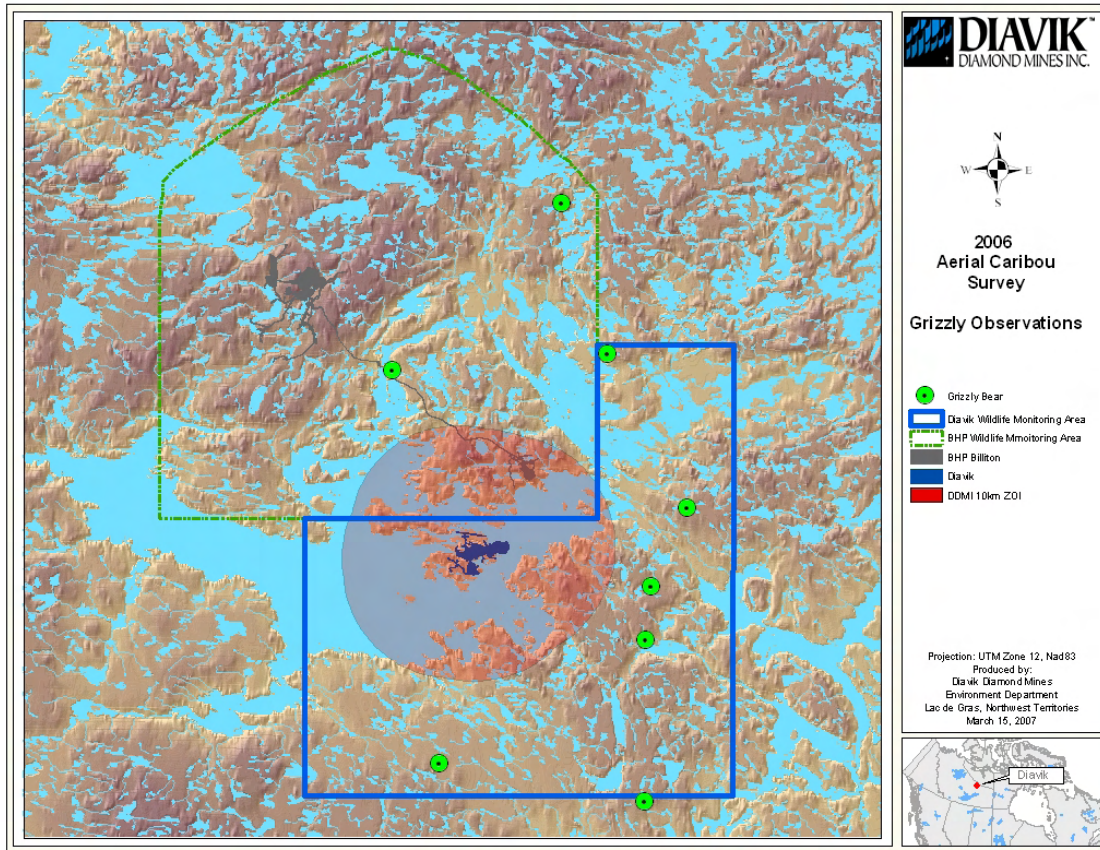 DIAVIK™
DIAMOND MINES INC.
N
W E
S
2006
Aerial Caribou
Survey
Grizzly Observations
Grizzly Bear
Diavik Wildlife Monitoring Area
BHP Wildlife Mmoitoring Area
BHP Billiton
Diavik
DDMI 10km ZOI
Projection: UTM Zone 12, Nad83
Produced by:
Diavik Diamond Mines
Environment Department
Lac de Gras, Northwest Territories
March 15, 2007
Diavik